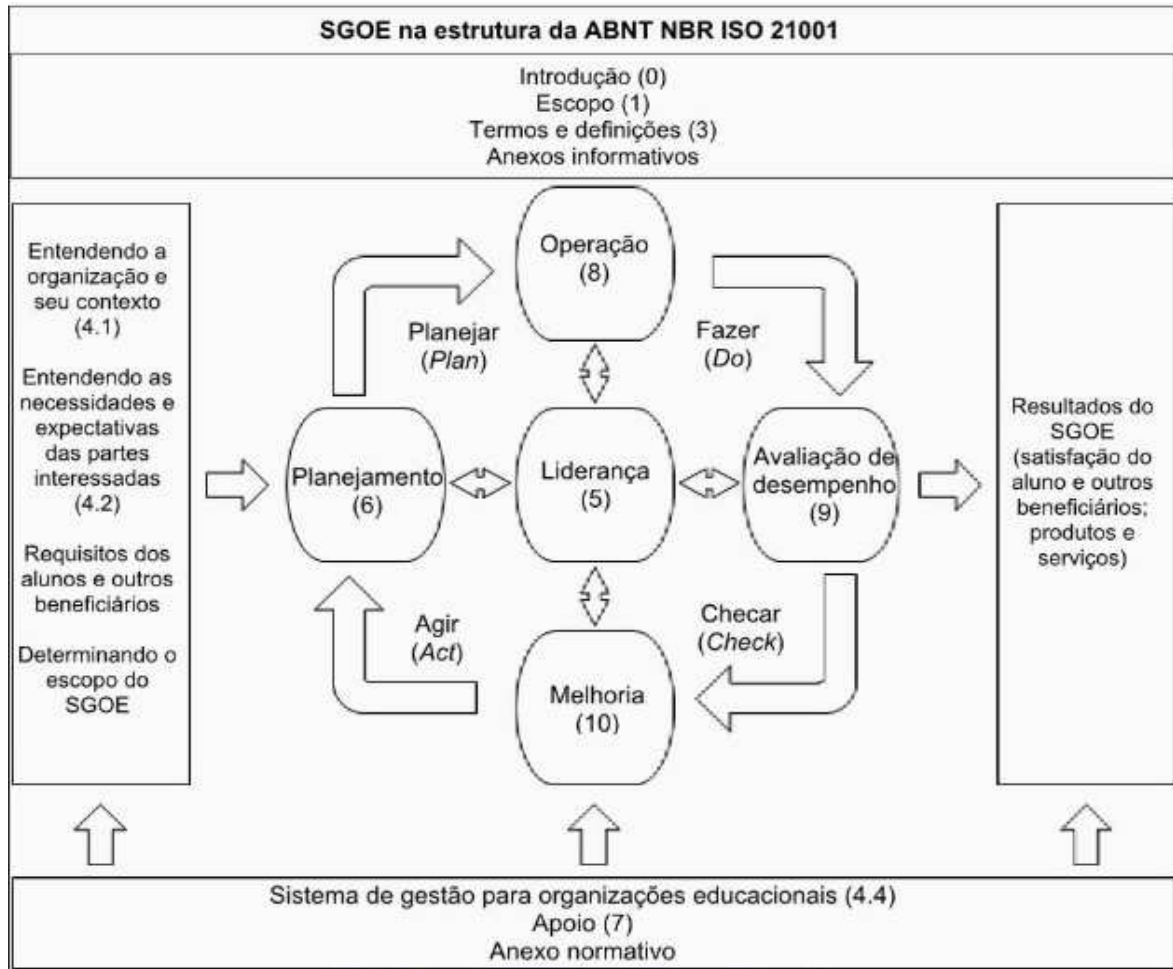 SGOE na estrutura da ABNT NBR ISO 21001
Introdução (0)
Escopo (1)
Termos e definições (3)
Anexos informativos
Entendendo a
organização e
seu contexto
(4.1)
Entendendo as
necessidades e
expectativas
das partes
interessadas
(4.2)
Requisitos dos
alunos e outros
beneficiários
Determinando o
escopo do
SGOE
Operação
(8)
Planejar
(Plan)
Fazer
(Do)
Planejamento
(6)
Liderança
(5)
Avaliação de
desempenho
(9)
Agir
(Act)
Checar
(Check)
Melhoria
(10)
Resultados do
SGOE
(satisfação do
aluno e outros
beneficiários;
produtos e
serviços)
Sistema de gestão para organizações educacionais (4.4)
Apoio (7)
Anexo normativo